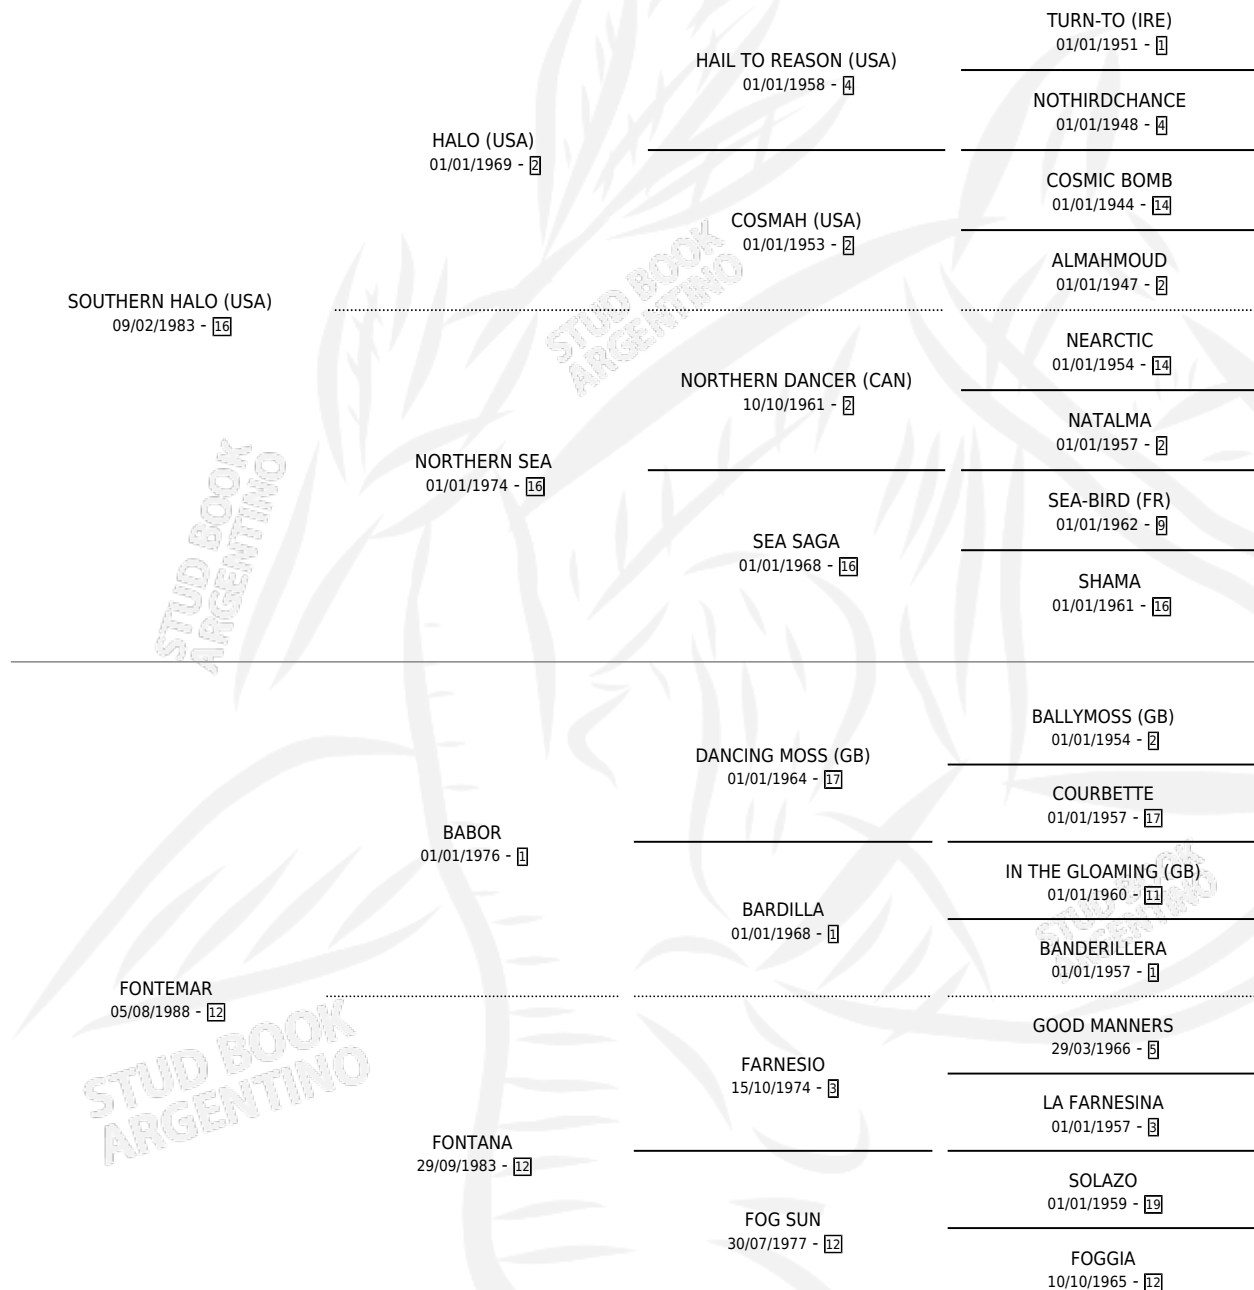 TURN-TO (IRE)
01/01/1951 - 1
HAIL TO REASON (USA)
01/01/1958 - 4
NOTHIRDCHANCE
01/01/1948 - 4
HALO (USA)
01/01/1969 - 2
COSMIC BOMB
01/01/1944 - 14
COSMAH (USA)
01/01/1953 - 2
ALMAHMOUD
01/01/1947 - 2
SOUTHERN HALO (USA)
09/02/1983 - 16
NEARCTIC
01/01/1954 - 14
NORTHERN DANCER (CAN)
10/10/1961 - 2
NATALMA
01/01/1957 - 2
NORTHERN SEA
01/01/1974 - 16
SEA-BIRD (FR)
01/01/1962 - 9
SEA SAGA
01/01/1968 - 16
SHAMA
01/01/1961 - 16
BALLYMOSS (GB)
01/01/1954 - 2
DANCING MOSS (GB)
01/01/1964 - 17
COURBETTE
01/01/1957 - 17
BABOR
01/01/1976 - 1
IN THE GLOAMING (GB)
01/01/1960 - 11
BARDILLA
01/01/1968 - 1
BANDERILLERA
01/01/1957 - 1
FONTEMAR
05/08/1988 - 12
GOOD MANNERS
29/03/1966 - 5
FARNESIO
15/10/1974 - 3
LA FARNESINA
01/01/1957 - 3
FONTANA
29/09/1983 - 12
SOLAZO
01/01/1959 - 19
FOG SUN
30/07/1977 - 12
FOGGIA
10/10/1965 - 12
STUD BOOK
ARGENTINO
STUD BOOK
ARGENTINO
STUD BOOK
ARGENTINO
STUD BOOK
ARGENTINO